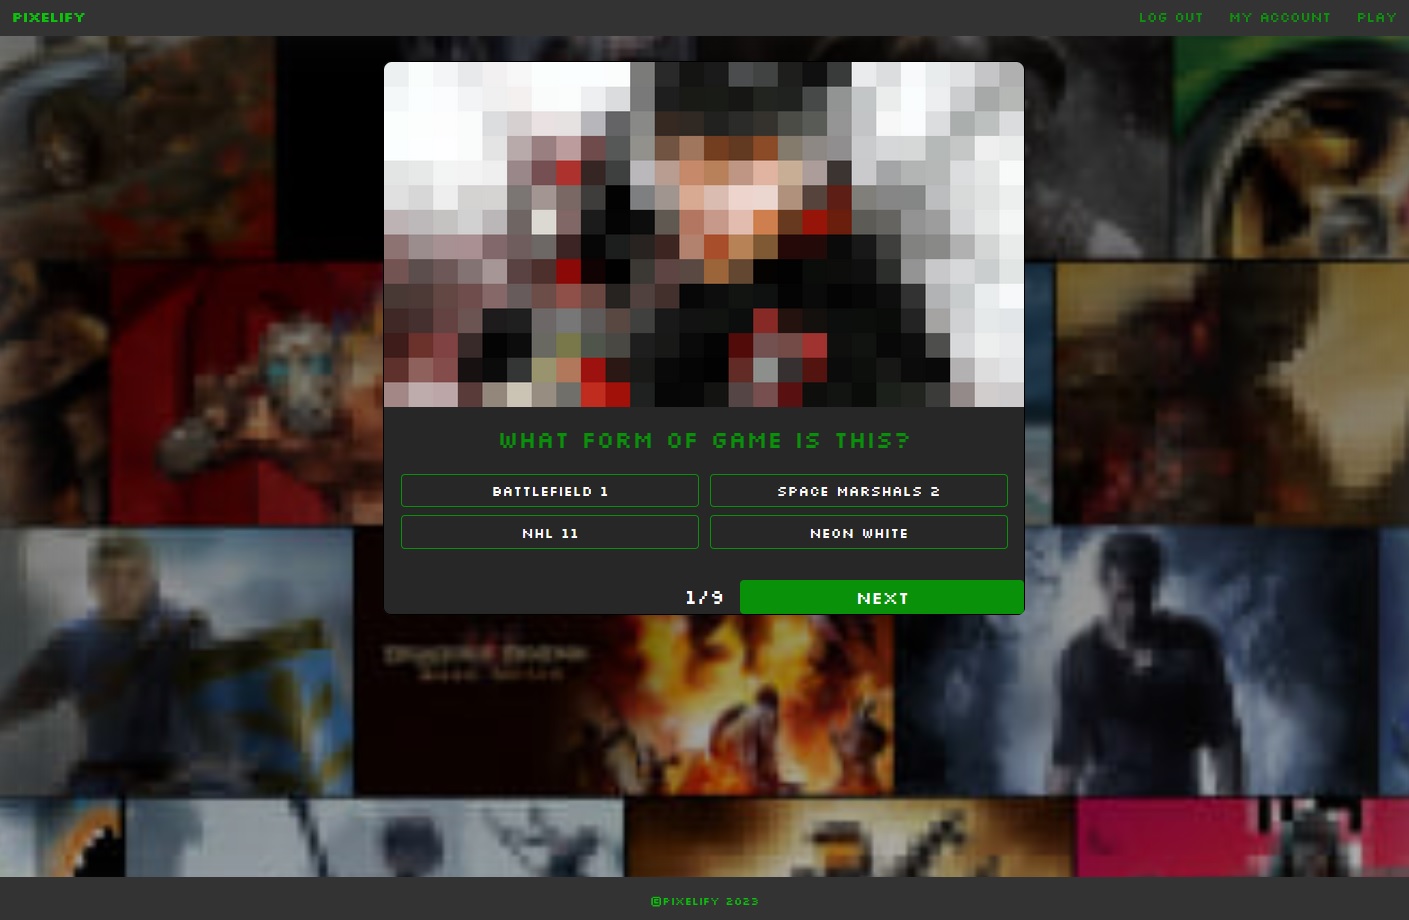 PIXELIFY
LOG OUT
MY ACCOUNT
PLAY
WHAT FORM OF GAME IS THIS?
BATTLEFIELD 1
SPACE MARSHALS 2
NHL 11
NEON WHITE
1/9
NEXT
©PIXELIFY 2023